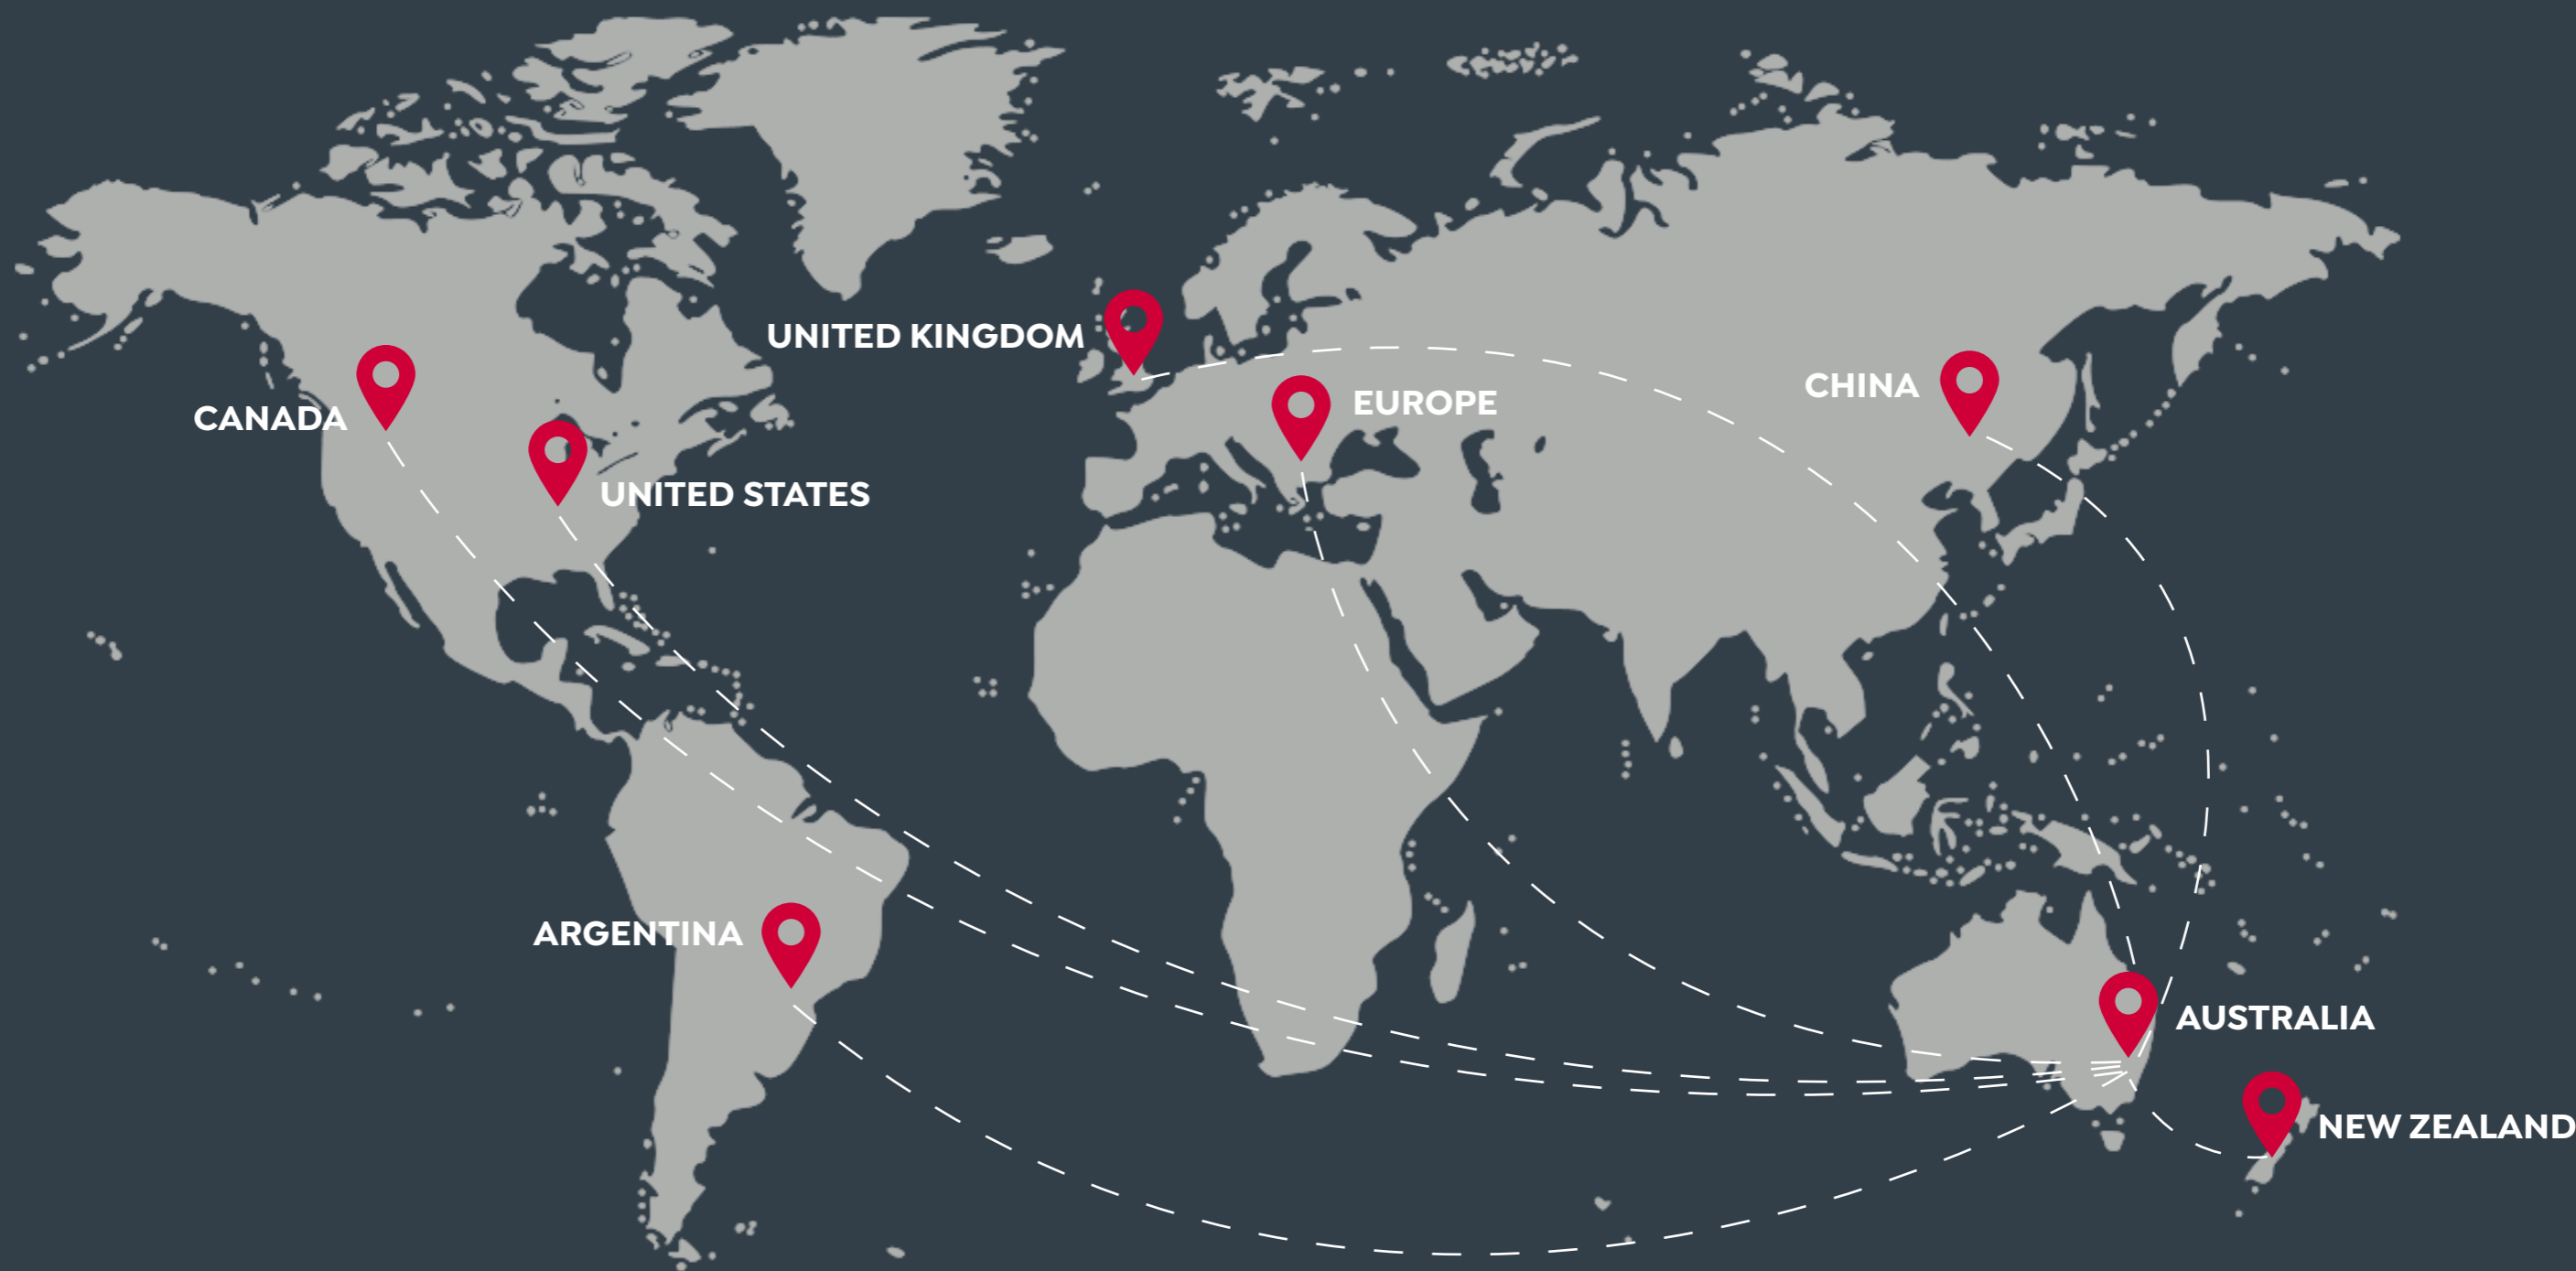 UNITED KINGDOM
CHINA
EUROPE
CANADA
UNITED STATES
ARGENTINA
AUSTRALIA
NEW ZEALAND